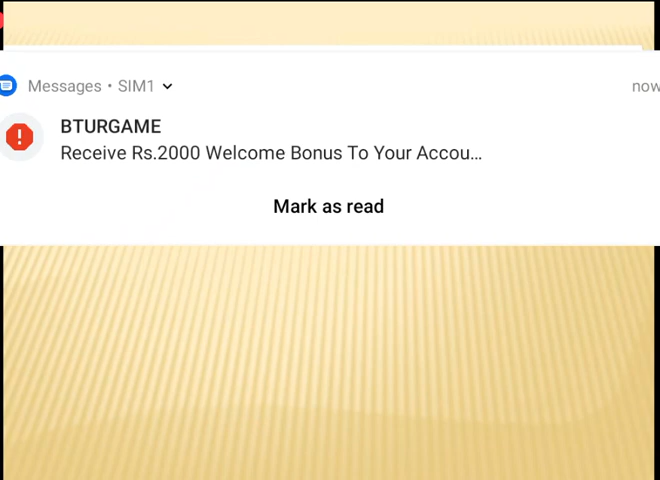 Messages • SIM1
now
BTURGAME
Receive Rs.2000 Welcome Bonus To Your Accou...
Mark as read